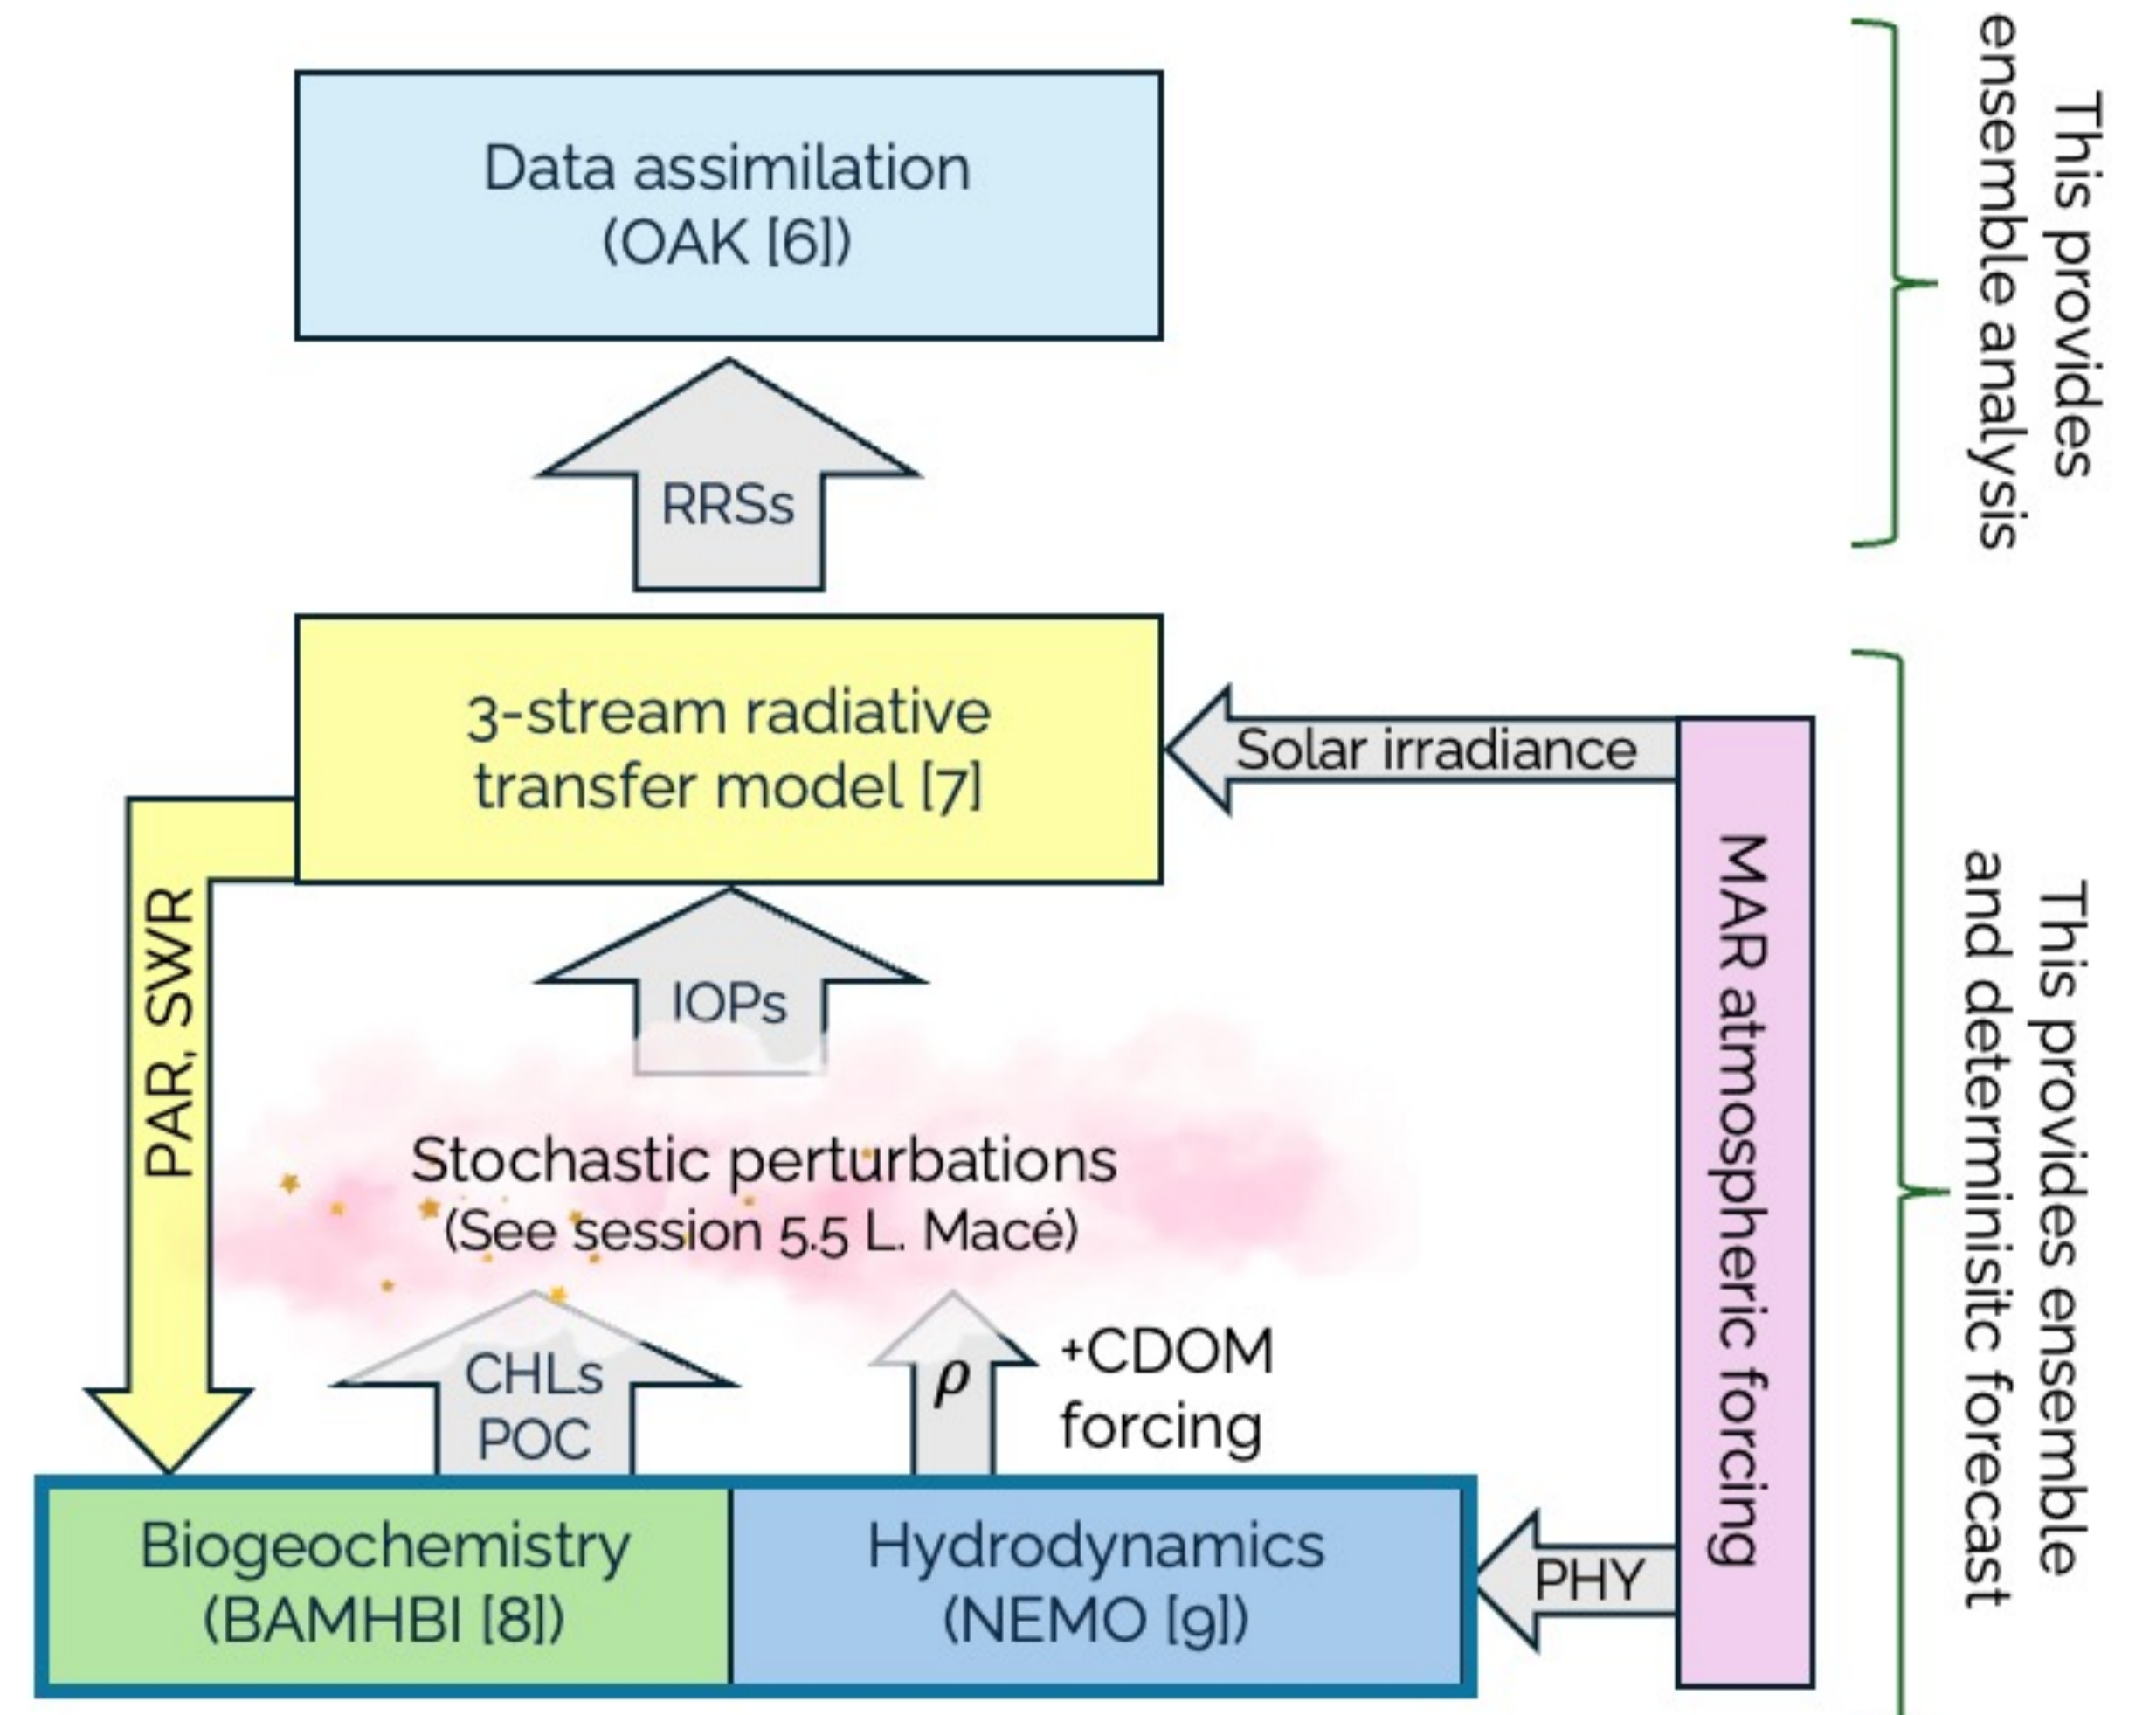 Data assimilation
(OAK [6])
This provides
ensemble analysis
RRSs
3-stream radiative
transfer model [7]
Solar irradiance
MAR atmospheric forcing
This provides ensemble
and determinisitc forecast
PAR, SWR
IOPs
Stochastic perturbations
(See session 5.5 L. Macé)
CHLs
POC
ρ
+CDOM
forcing
Biogeochemistry
(BAMHBI [8])
Hydrodynamics
(NEMO [9])
PHY